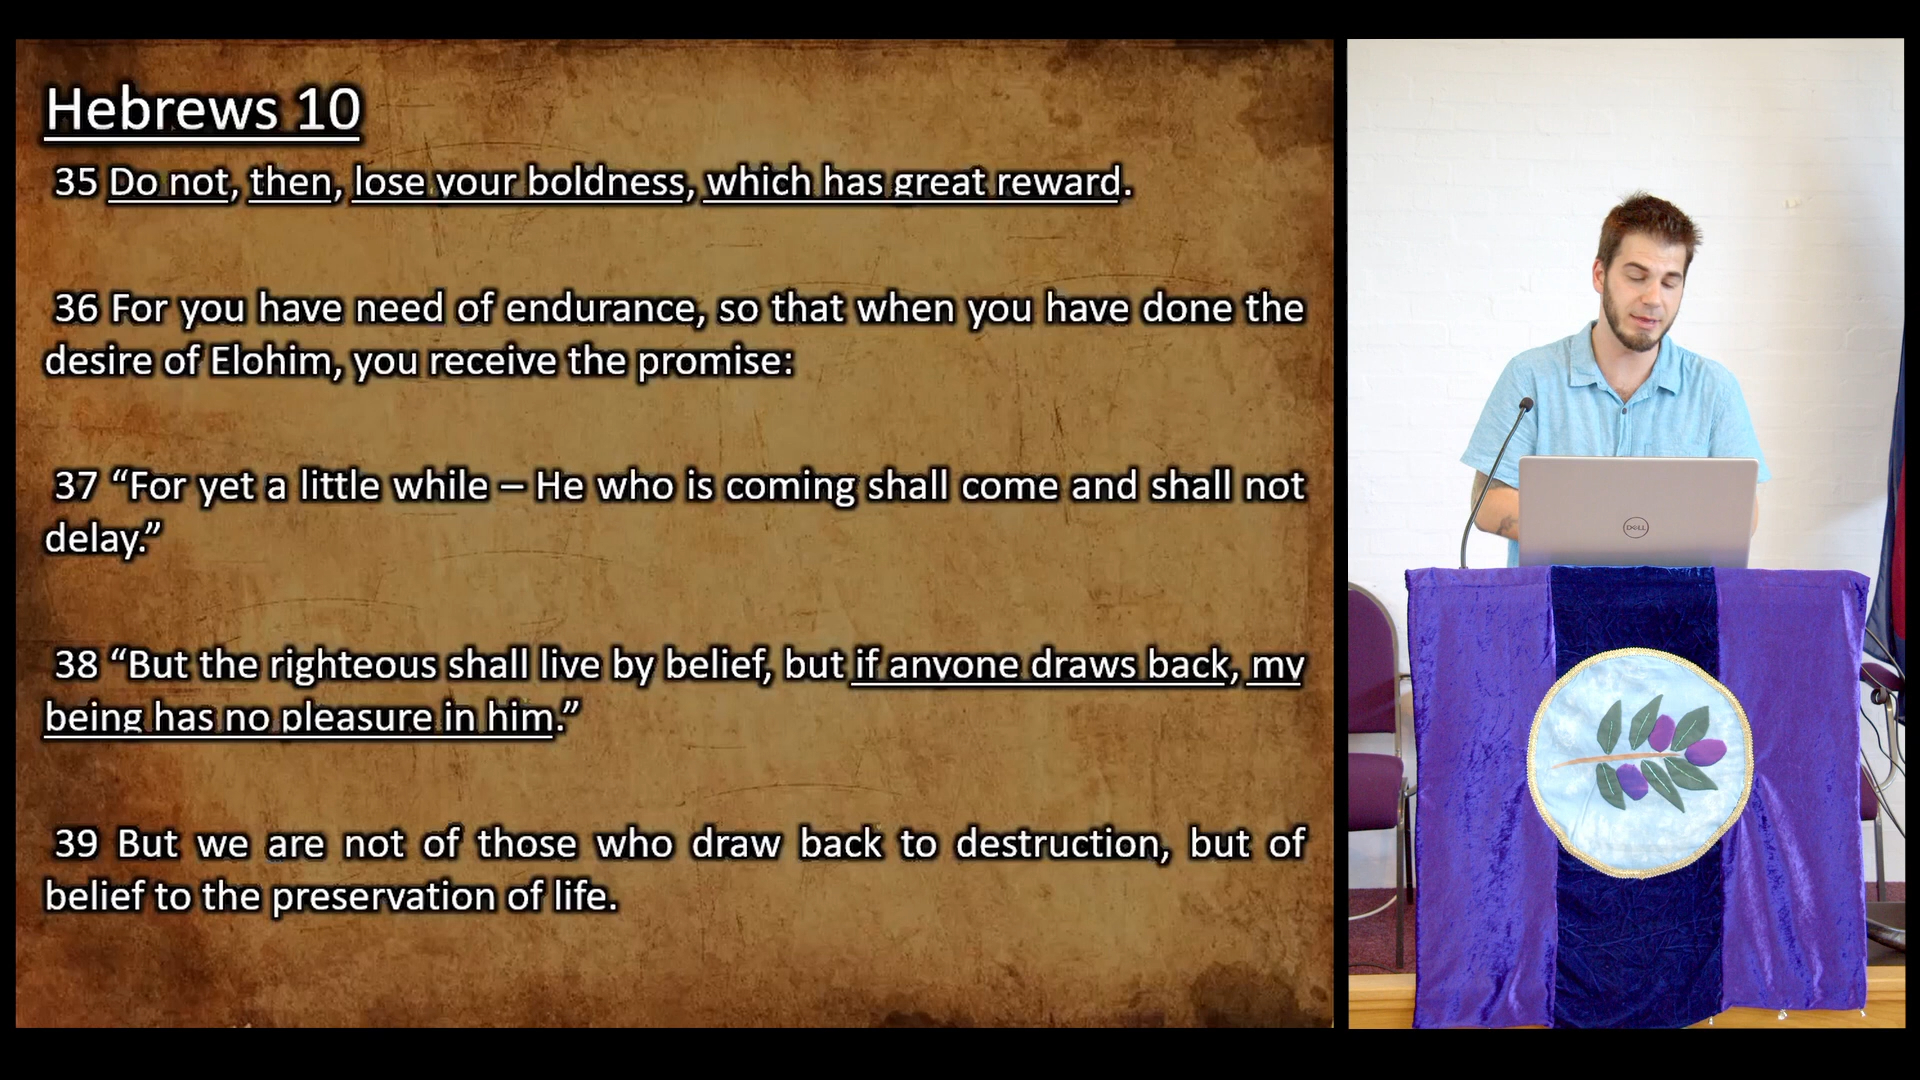 Hebrews 10
35 Do not, then, lose your boldness, which has great reward.
36 For you have need of endurance, so that when you have done the
desire of Elohim, you receive the promise:
37 “For yet a little while – He who is coming shall come and shall not
delay.”
38 “But the righteous shall live by belief, but if anyone draws back, my
being has no pleasure in him.”
39 But we are not of those who draw back to destruction, but of
belief to the preservation of life.
DELL